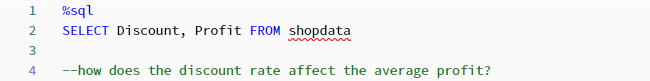 1 %sql
2 SELECT Discount, Profit FROM shopdata
3
4 --how does the discount rate affect the average profit?